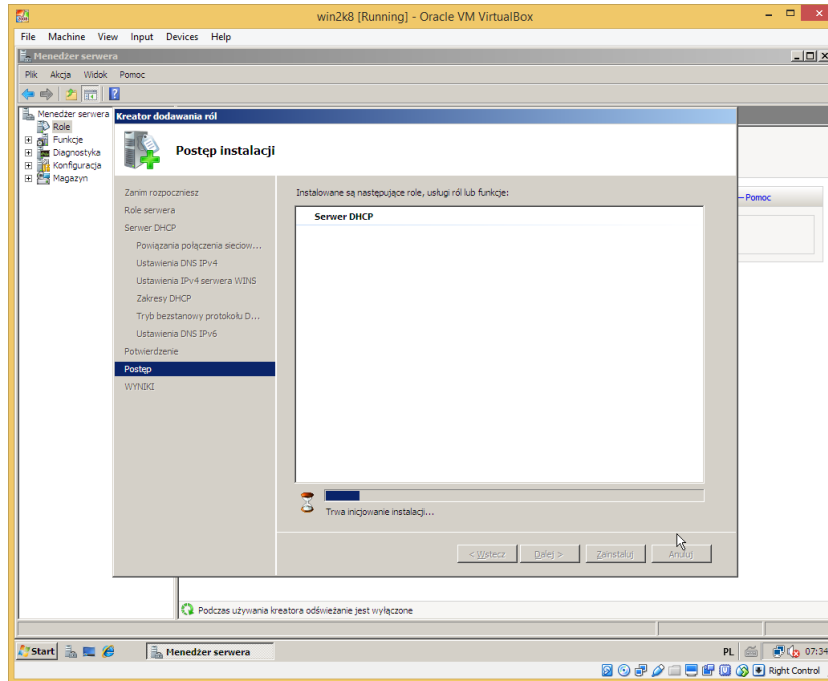 win2k8 [Running] - Oracle VM VirtualBox
File Machine View Input Devices Help
Menedżer serwera
Plik Akcja Widok Pomoc
Menedżer serwera
Role
Funkcje
Diagnostyka
Konfiguracja
Magazyn
Kreator dodawania ról
Postęp instalacji
Zanim rozpoczniesz
Role serwera
Serwer DHCP
Powiązania połączenia sieciow...
Ustawienia DNS IPv4
Ustawienia IPv4 serwera WINS
Zakresy DHCP
Tryb bezstanowy protokołu D...
Ustawienia DNS IPv6
Potwierdzenie
Postęp
WYNIKI
Instalowane są następujące role, usługi ról lub funkcje:
Serwer DHCP
Trwa inicjowanie instalacji...
< Wstecz Dalej > Zainstaluj Anuluj
Pomoc
Podczas używania kreatora odświeżanie jest wyłączone
Start Menedżer serwera PL 07:34
Right Control